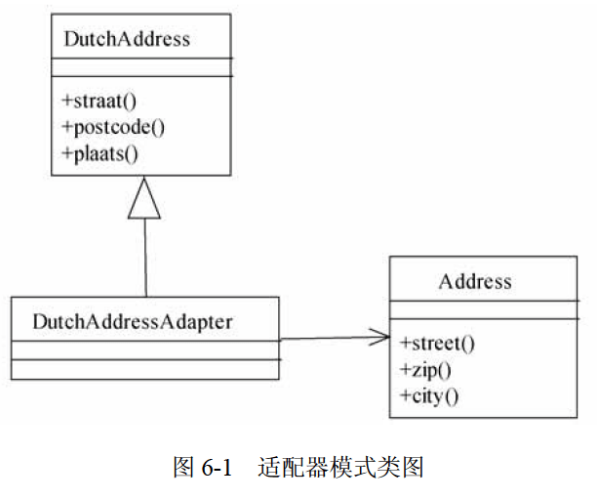 DutchAddress
+straat()
+postcode()
+plaats()
DutchAddressAdapter
Address
+street()
+zip()
+city()
图 6-1 适配器模式类图